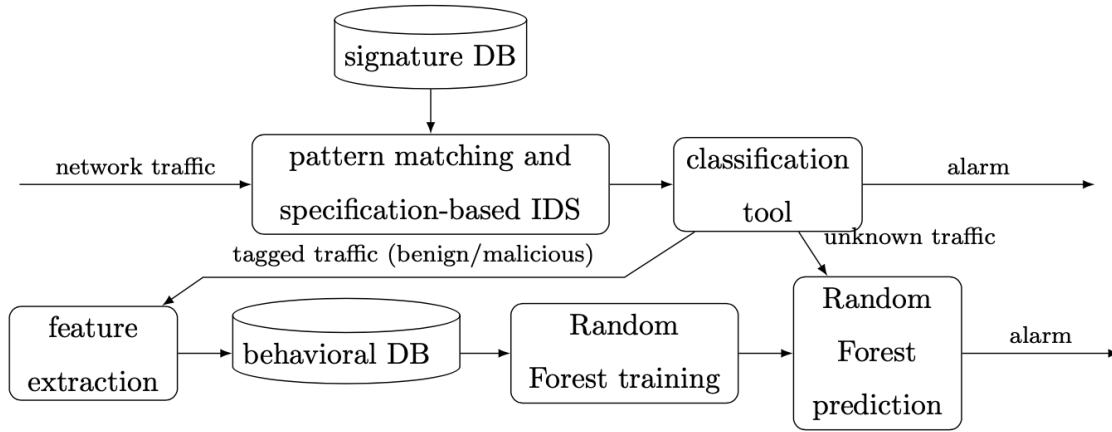 signature DB
network traffic
pattern matching and
specification-based IDS
classification
tool
alarm
tagged traffic (benign/malicious)
unknown traffic
feature
extraction
behavioral DB
Random
Forest training
Random
Forest
prediction
alarm